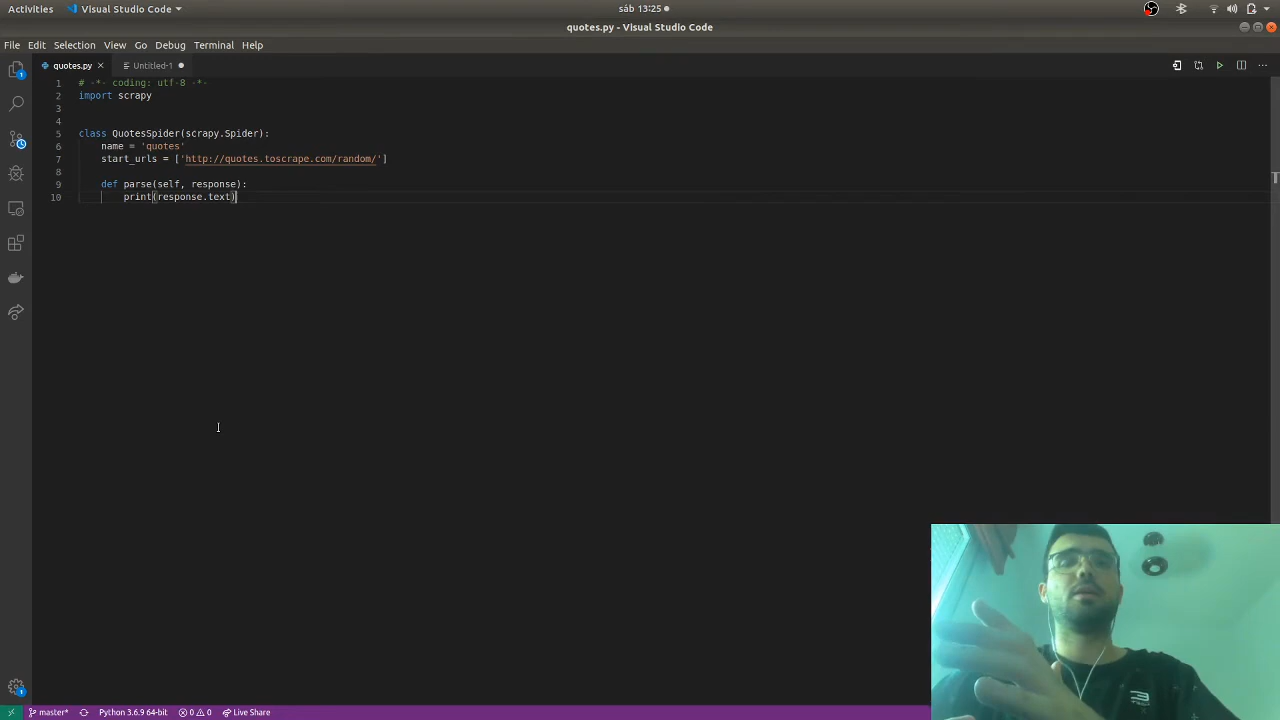 Activities Visual Studio Code sáb 13:25
quotes.py - Visual Studio Code
File Edit Selection View Go Debug Terminal Help
quotes.py Untitled-1
1 # -*- coding: utf-8 -*-
2 import scrapy
3
4
5 class QuotesSpider(scrapy.Spider):
6 name = 'quotes'
7 start_urls = ['http://quotes.toscrape.com/random/']
8
9 def parse(self, response):
10 print(response.text)
1
1
master* Python 3.6.9 64-bit 0 0 Live Share